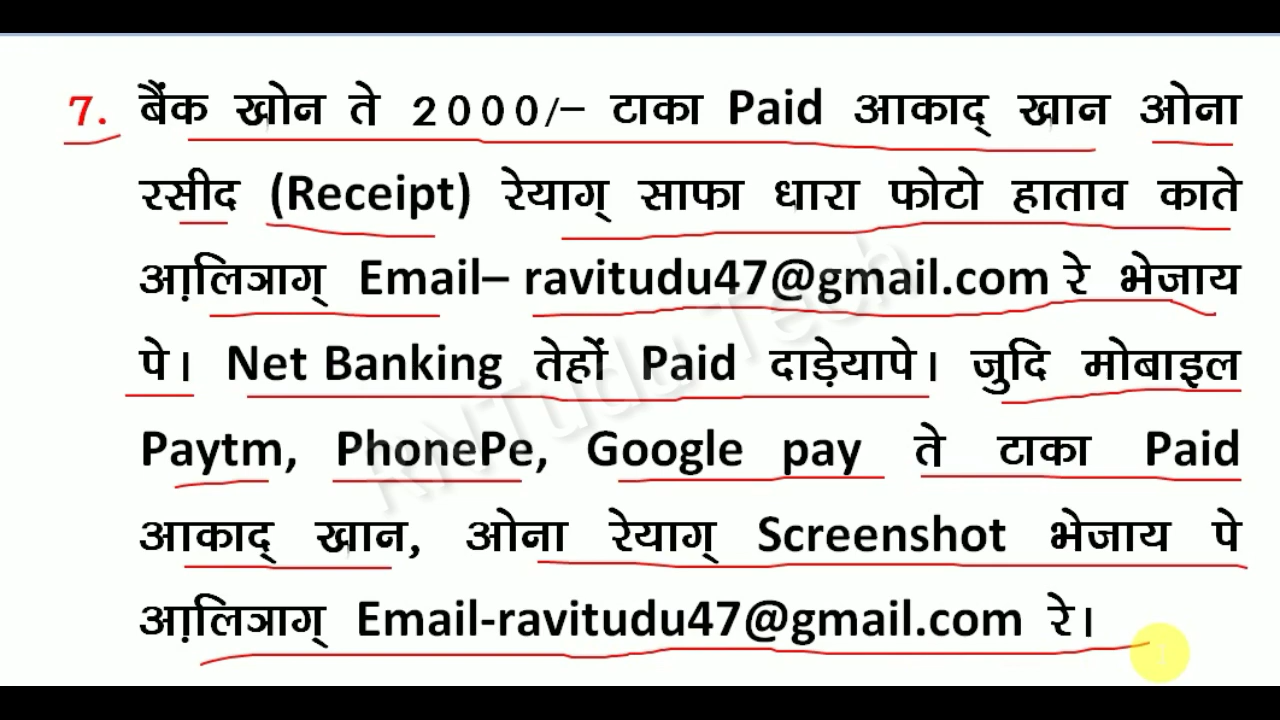 7. बैंक खोन ते 2000/- टाका Paid आकाद् खान ओना
रसीद (Receipt) रेयाग् साफा धारा फोटो हाताव काते
आ़लिञाग् Email– ravitudu47@gmail.com रे भेजाय
पे। Net Banking तेहों Paid दाड़ेयापे। जुदि मोबाइल
Paytm, PhonePe, Google pay ते टाका Paid
आकाद् खान, ओना रेयाग् Screenshot भेजाय पे
आ़लिञाग् Email-ravitudu47@gmail.com रे।